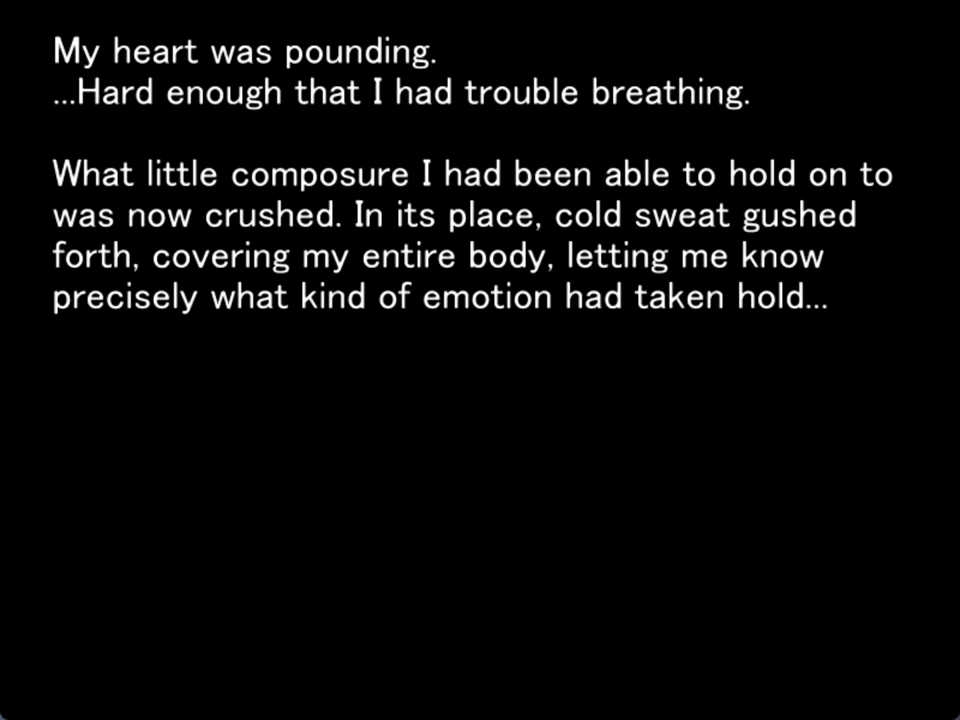 My heart was pounding.
...Hard enough that I had trouble breathing.
What little composure I had been able to hold on to
was now crushed. In its place, cold sweat gushed
forth, covering my entire body, letting me know
precisely what kind of emotion had taken hold...